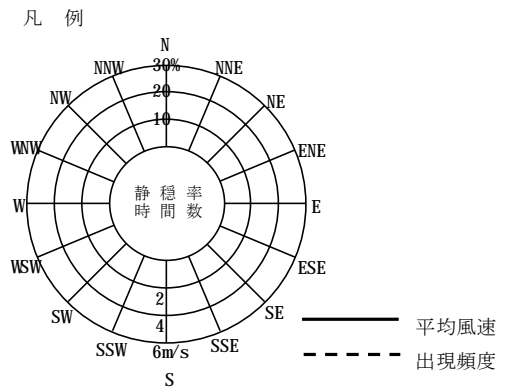 凡 例
N
NNW 30% NNE
NW 20 NE
10
WNW ENE
静 穏 率
時 間 数
W E
WSW ESE
2
SW 4 SE
SSW 6m/s SSE
S
平均風速
出現頻度